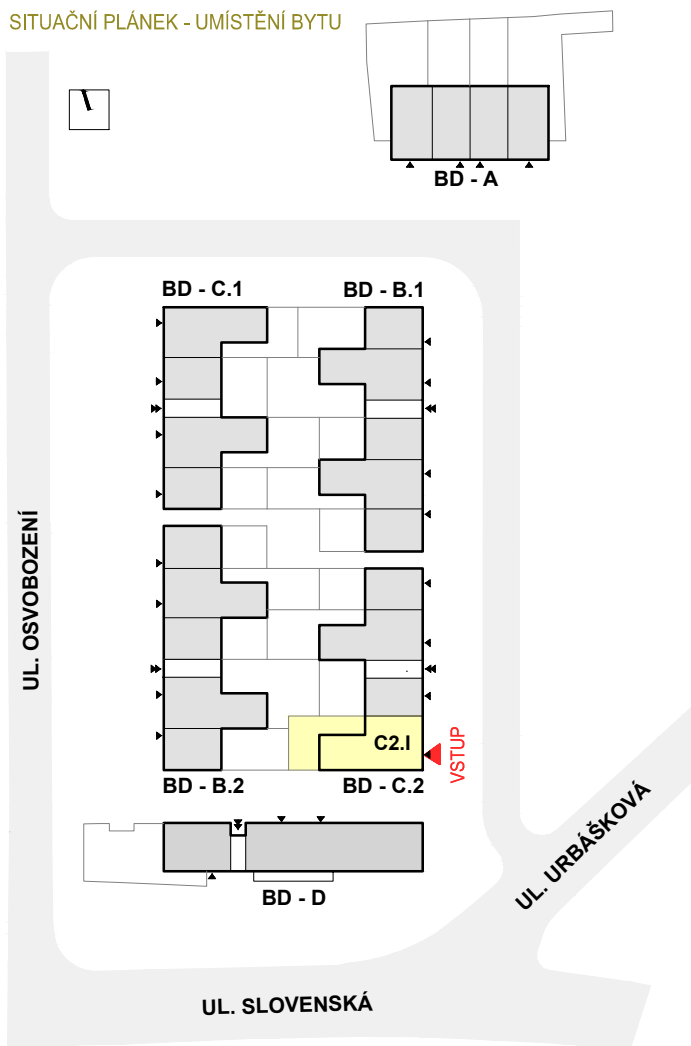 SITUAČNÍ PLÁNEK - UMÍSTĚNÍ BYTU
BD - A
BD - C.1
BD - B.1
UL. OSVOBOZENÍ
C2.I
VSTUP
BD - B.2
BD - C.2
UL. URBÁŠKOVÁ
BD - D
UL. SLOVENSKÁ